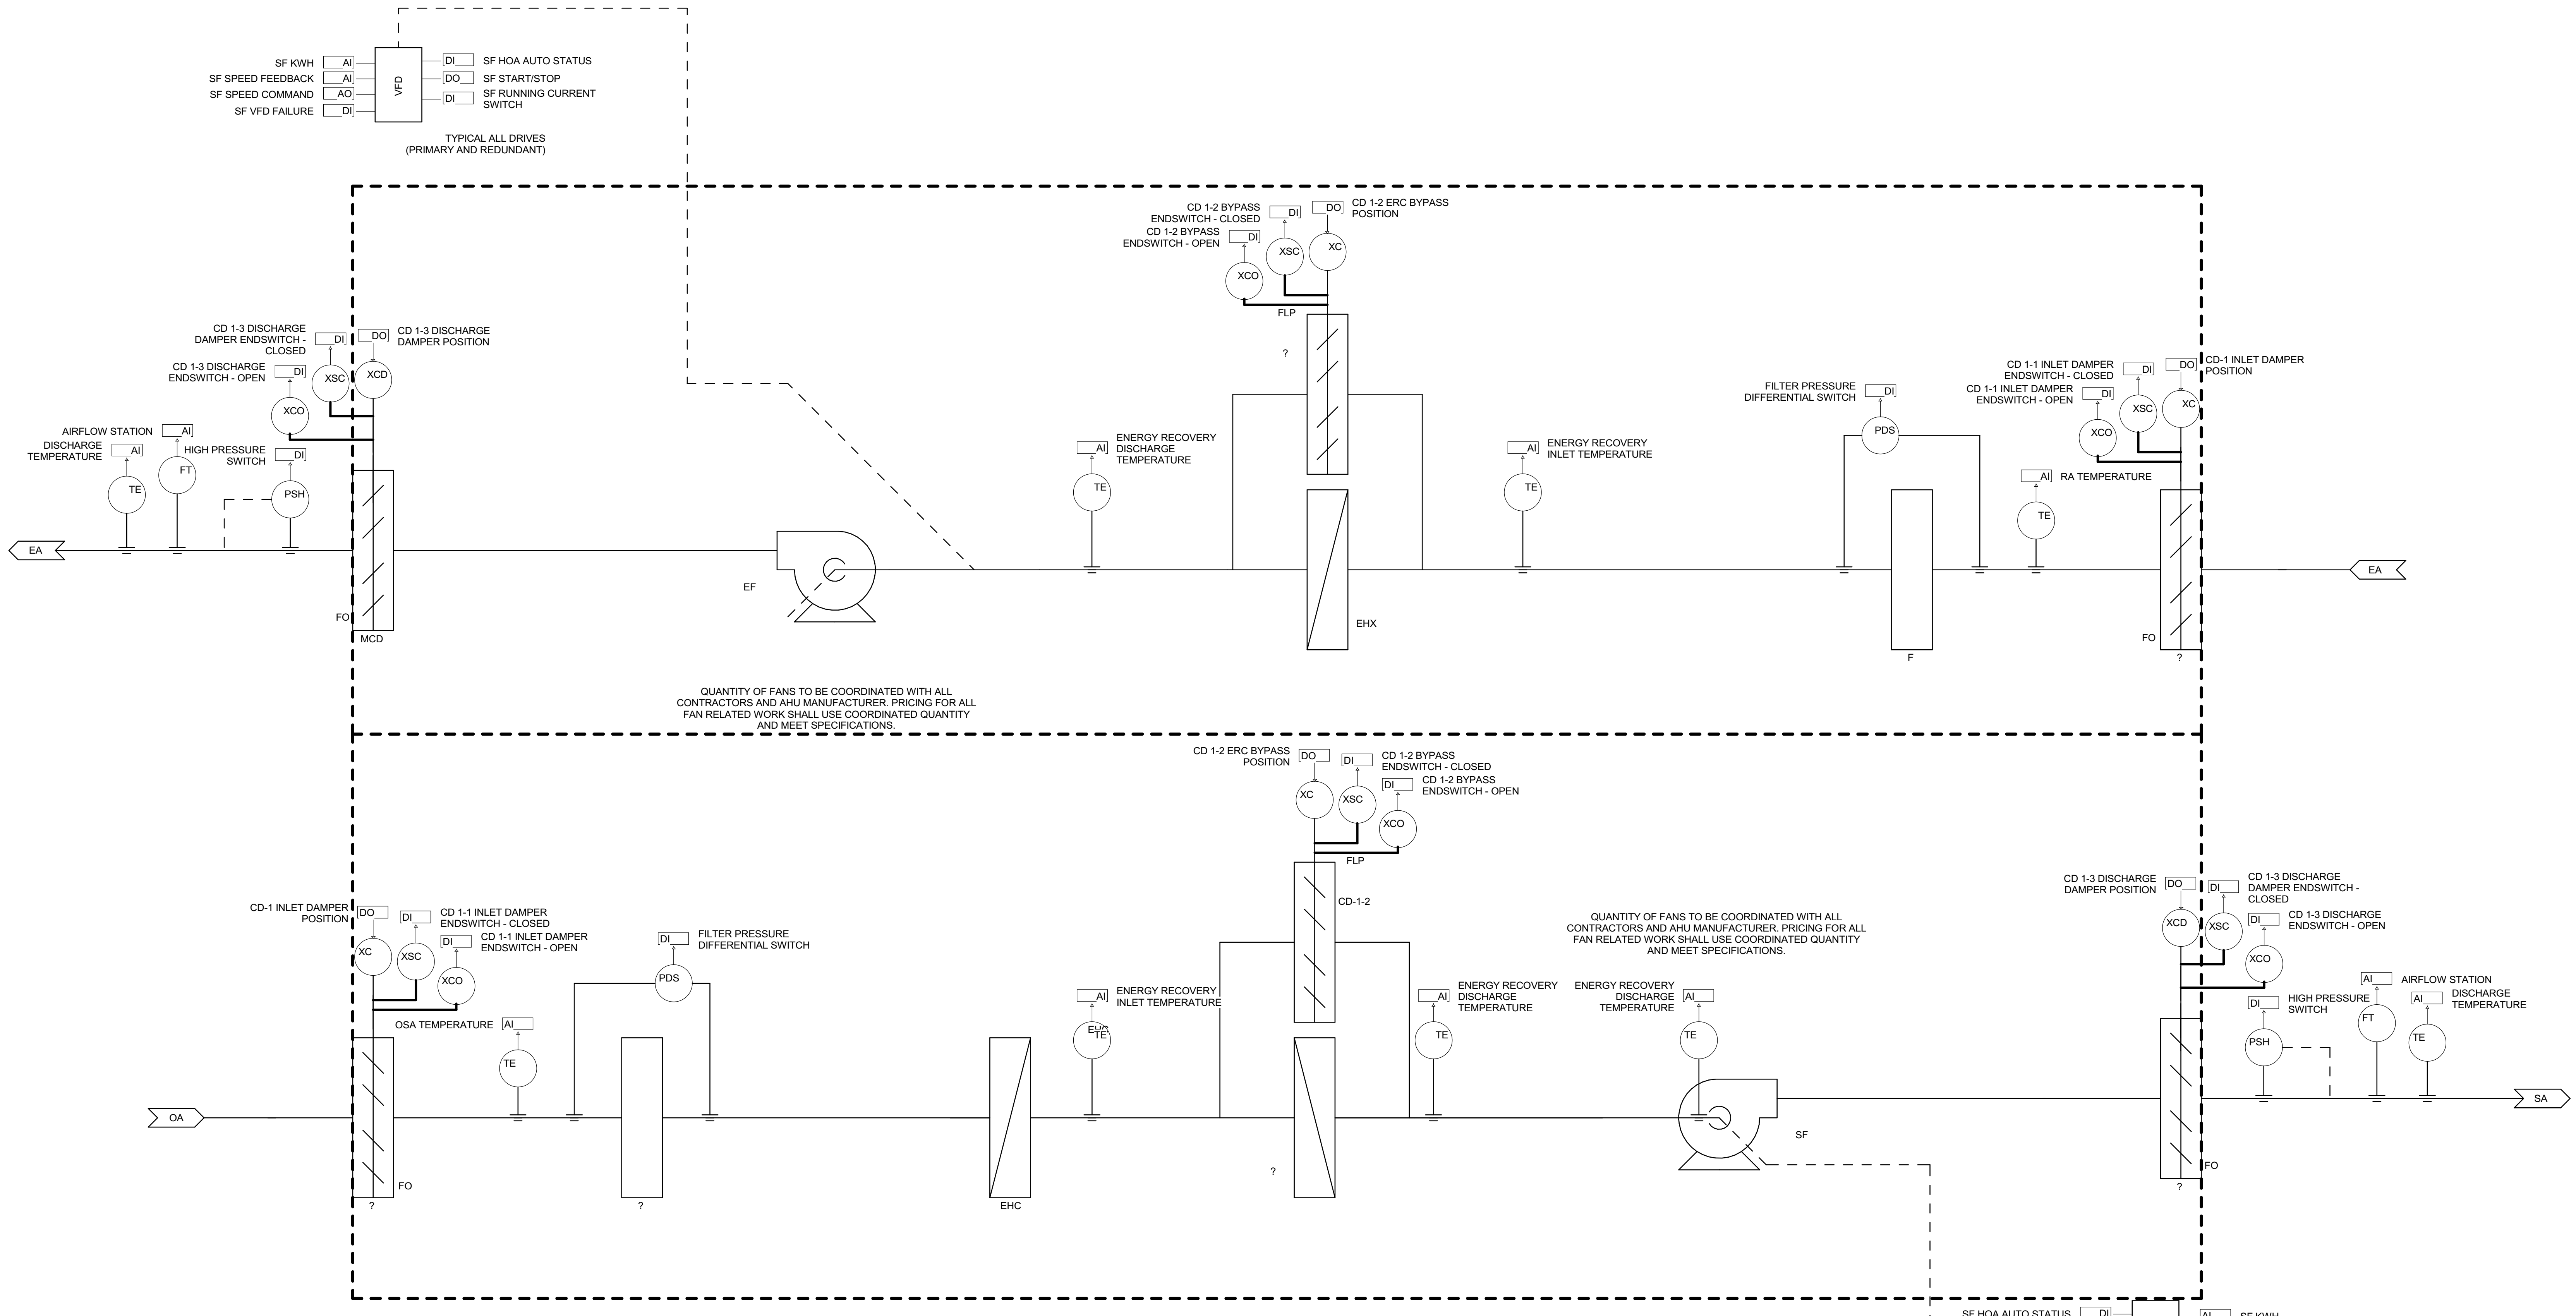 SF KWH
AI
SF SPEED FEEDBACK
AI
SF SPEED COMMAND
AO
SF VFD FAILURE
DI
VFD
DI
SF HOA AUTO STATUS
DO
SF START/STOP
DI
SF RUNNING CURRENT
SWITCH
TYPICAL ALL DRIVES
(PRIMARY AND REDUNDANT)
CD 1-2 BYPASS
ENDSWITCH - CLOSED
DI
CD 1-2 BYPASS
ENDSWITCH - OPEN
DI
DO
CD 1-2 ERC BYPASS
POSITION
XCO
XSC
XC
FLP
?
CD 1-3 DISCHARGE
DAMPER ENDSWITCH -
CLOSED
DI
DO
CD 1-3 DISCHARGE
DAMPER POSITION
CD 1-3 DISCHARGE
ENDSWITCH - OPEN
DI
XSC
XCD
XCO
AIRFLOW STATION
AI
DISCHARGE
TEMPERATURE
AI
HIGH PRESSURE
SWITCH
DI
TE
FT
PSH
EA
FO
MCD
EF
AI
ENERGY RECOVERY
DISCHARGE
TEMPERATURE
TE
EHX
AI
ENERGY RECOVERY
INLET TEMPERATURE
TE
FILTER PRESSURE
DIFFERENTIAL SWITCH
DI
PDS
F
CD 1-1 INLET DAMPER
ENDSWITCH - CLOSED
DI
CD 1-1 INLET DAMPER
ENDSWITCH - OPEN
DI
DO
CD-1 INLET DAMPER
POSITION
XCO
XSC
XC
AI
RA TEMPERATURE
TE
FO
?
EA
QUANTITY OF FANS TO BE COORDINATED WITH ALL
CONTRACTORS AND AHU MANUFACTURER. PRICING FOR ALL
FAN RELATED WORK SHALL USE COORDINATED QUANTITY
AND MEET SPECIFICATIONS.
CD 1-2 ERC BYPASS
POSITION
DO
DI
CD 1-2 BYPASS
ENDSWITCH - CLOSED
DI
CD 1-2 BYPASS
ENDSWITCH - OPEN
XC
XSC
XCO
FLP
CD-1-2
CD-1 INLET DAMPER
POSITION
DO
DI
CD 1-1 INLET DAMPER
ENDSWITCH - CLOSED
DI
CD 1-1 INLET DAMPER
ENDSWITCH - OPEN
XC
XSC
XCO
OSA TEMPERATURE
AI
TE
OA
FO
?
DI
FILTER PRESSURE
DIFFERENTIAL SWITCH
PDS
?
EHC
AI
ENERGY RECOVERY
INLET TEMPERATURE
EHC
TE
?
AI
ENERGY RECOVERY
DISCHARGE
TEMPERATURE
TE
QUANTITY OF FANS TO BE COORDINATED WITH ALL
CONTRACTORS AND AHU MANUFACTURER. PRICING FOR ALL
FAN RELATED WORK SHALL USE COORDINATED QUANTITY
AND MEET SPECIFICATIONS.
ENERGY RECOVERY
DISCHARGE
TEMPERATURE
AI
TE
SF
CD 1-3 DISCHARGE
DAMPER POSITION
DO
DI
CD 1-3 DISCHARGE
DAMPER ENDSWITCH -
CLOSED
DI
CD 1-3 DISCHARGE
ENDSWITCH - OPEN
XCD
XSC
XCO
AI
AIRFLOW STATION
DI
HIGH PRESSURE
SWITCH
AI
DISCHARGE
TEMPERATURE
PSH
FT
TE
SA
FO
?
SF HOA AUTO STATUS
DI
AI
SF KWH